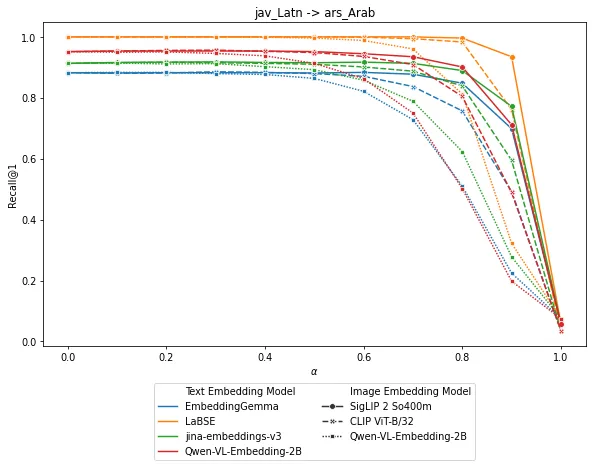 jav_Latn -> ars_Arab
Recall@1
1.0
0.8
0.6
0.4
0.2
0.0
0.0 0.2 0.4 0.6 0.8 1.0
α
Text Embedding Model
EmbeddingGemma
LaBSE
jina-embeddings-v3
Qwen-VL-Embedding-2B
Image Embedding Model
SigLIP 2 So400m
CLIP ViT-B/32
Qwen-VL-Embedding-2B